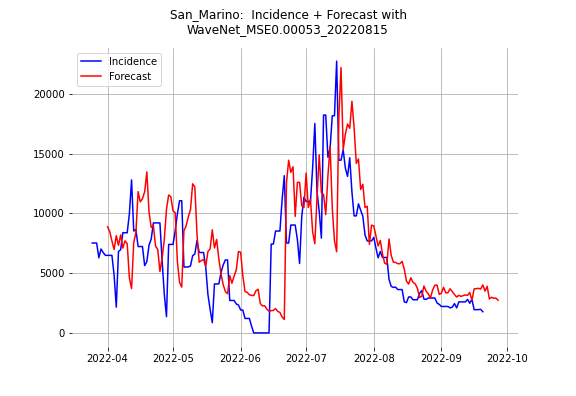 San_Marino:  Incidence + Forecast with
WaveNet_MSE0.00053_20220815
Incidence
Forecast
20000
15000
10000
5000
0
2022-04 2022-05 2022-06 2022-07 2022-08 2022-09 2022-10